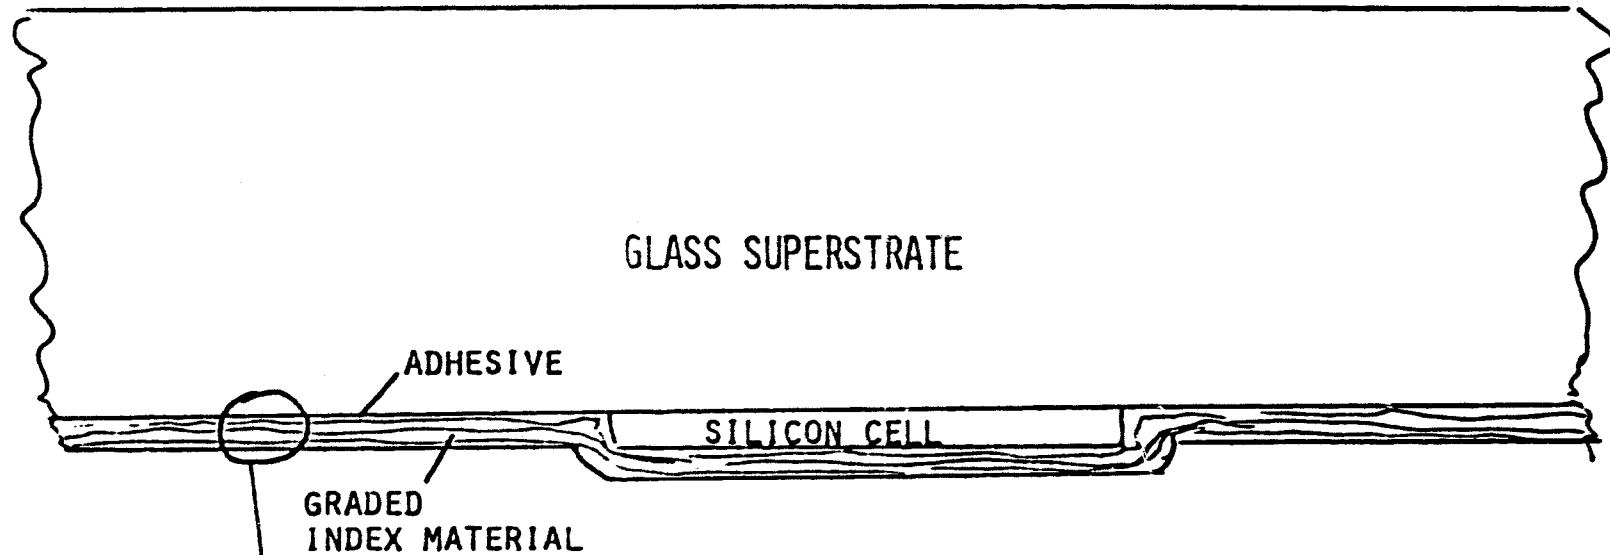 GLASS SUPERSTRATE
ADHESIVE
SILICON CELL
GRADED
INDEX MATERIAL